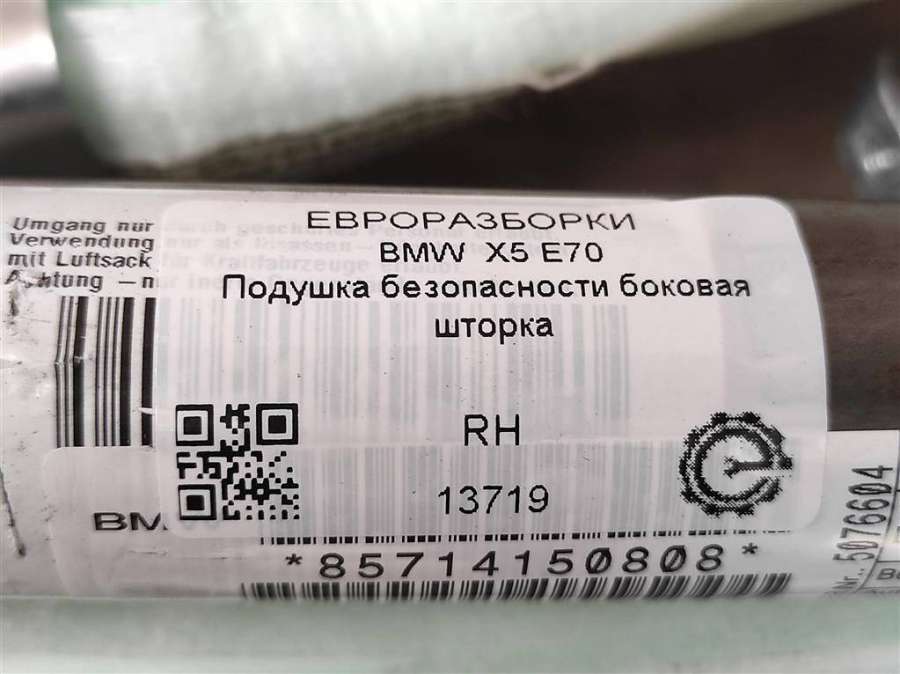 Umgang nur
Verwendung
mit Luftsack
Achtung – n
ЕВРОРАЗБОРКИ
BMW X5 E70
Подушка безопасности боковая
шторка
RH
13719
BM
*85714150808*
Nr.. 5076604